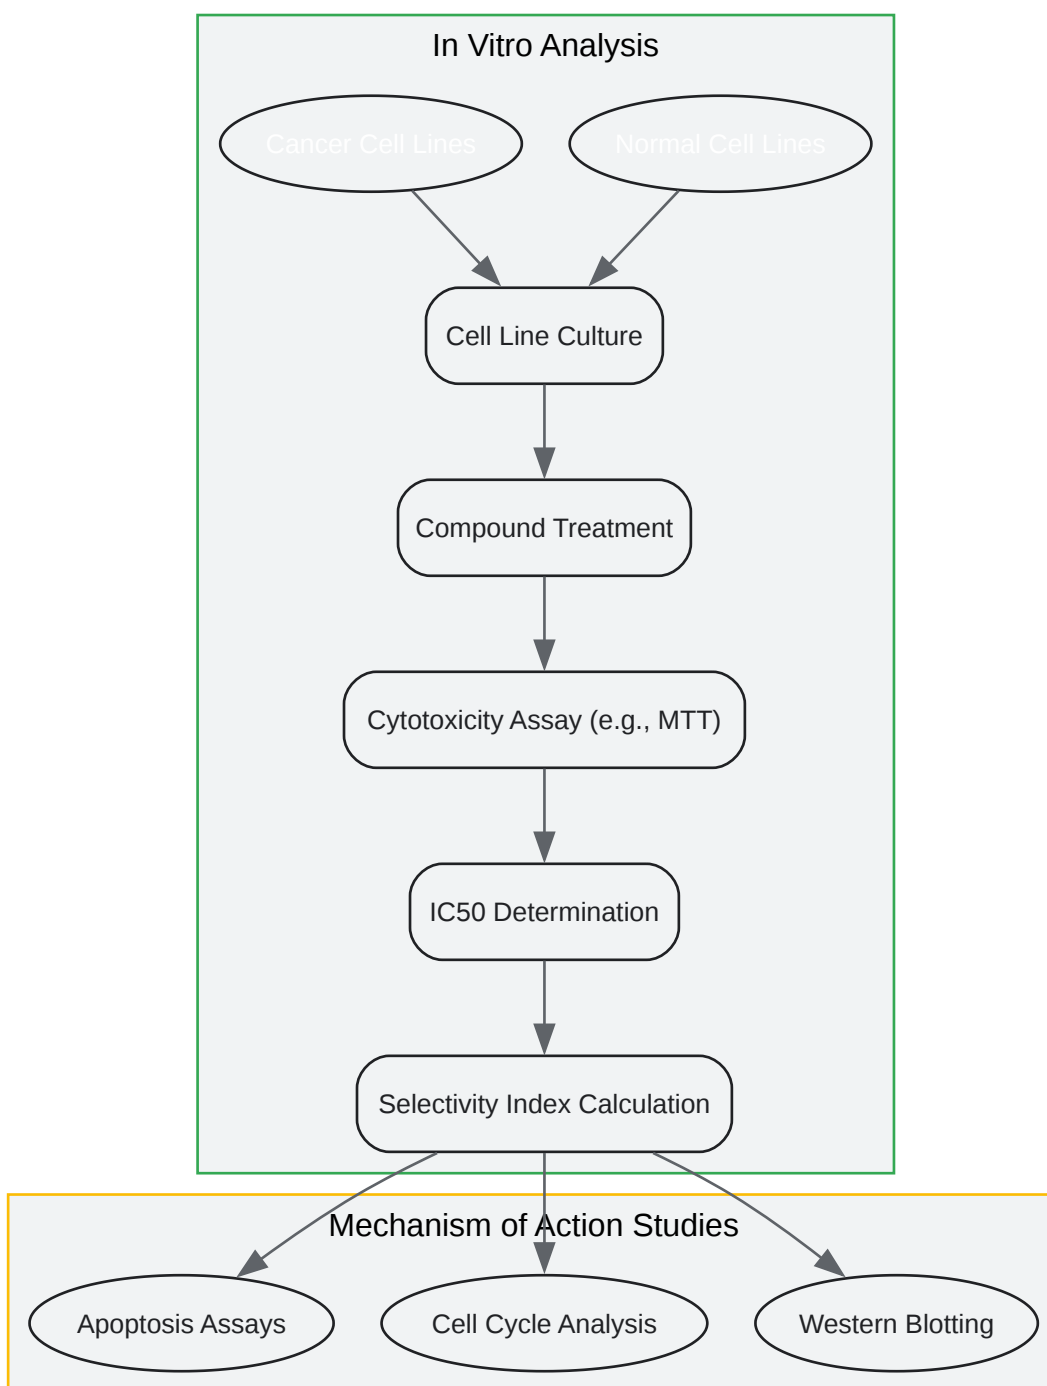 In Vitro Analysis
Cancer Cell Lines
Normal Cell Lines
Cell Line Culture
Compound Treatment
Cytotoxicity Assay (e.g., MTT)
IC50 Determination
Selectivity Index Calculation
Mechanism of Action Studies
Apoptosis Assays
Cell Cycle Analysis
Western Blotting